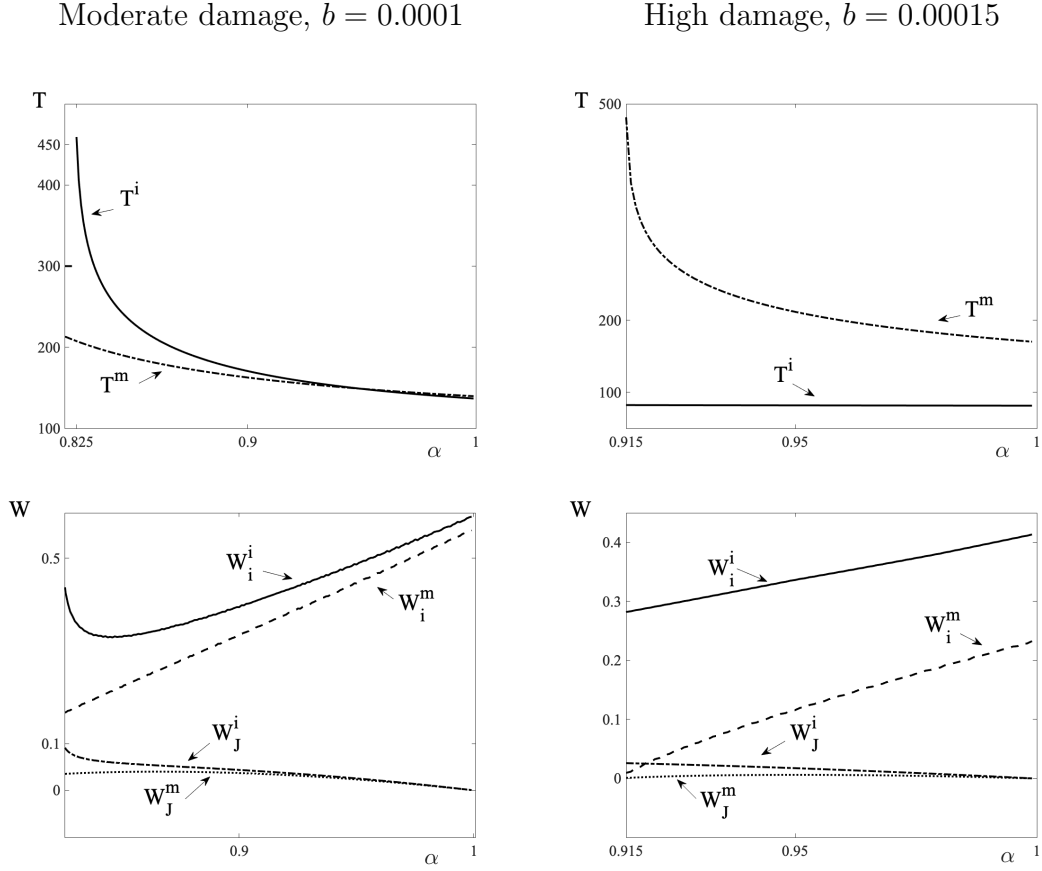 Moderate damage, b = 0.0001
High damage, b = 0.00015
T
450
400
300
200
100
T^i
T^m
0.825
0.9
1
α
T
500
200
100
T^m
T^i
0.915
0.95
1
α
W
0.5
0.1
0
W_i^i
W_i^m
W_J^i
W_J^m
0.9
1
α
W
0.4
0.3
0.2
0.1
0
W_i^i
W_i^m
W_J^i
W_J^m
0.915
0.95
1
α